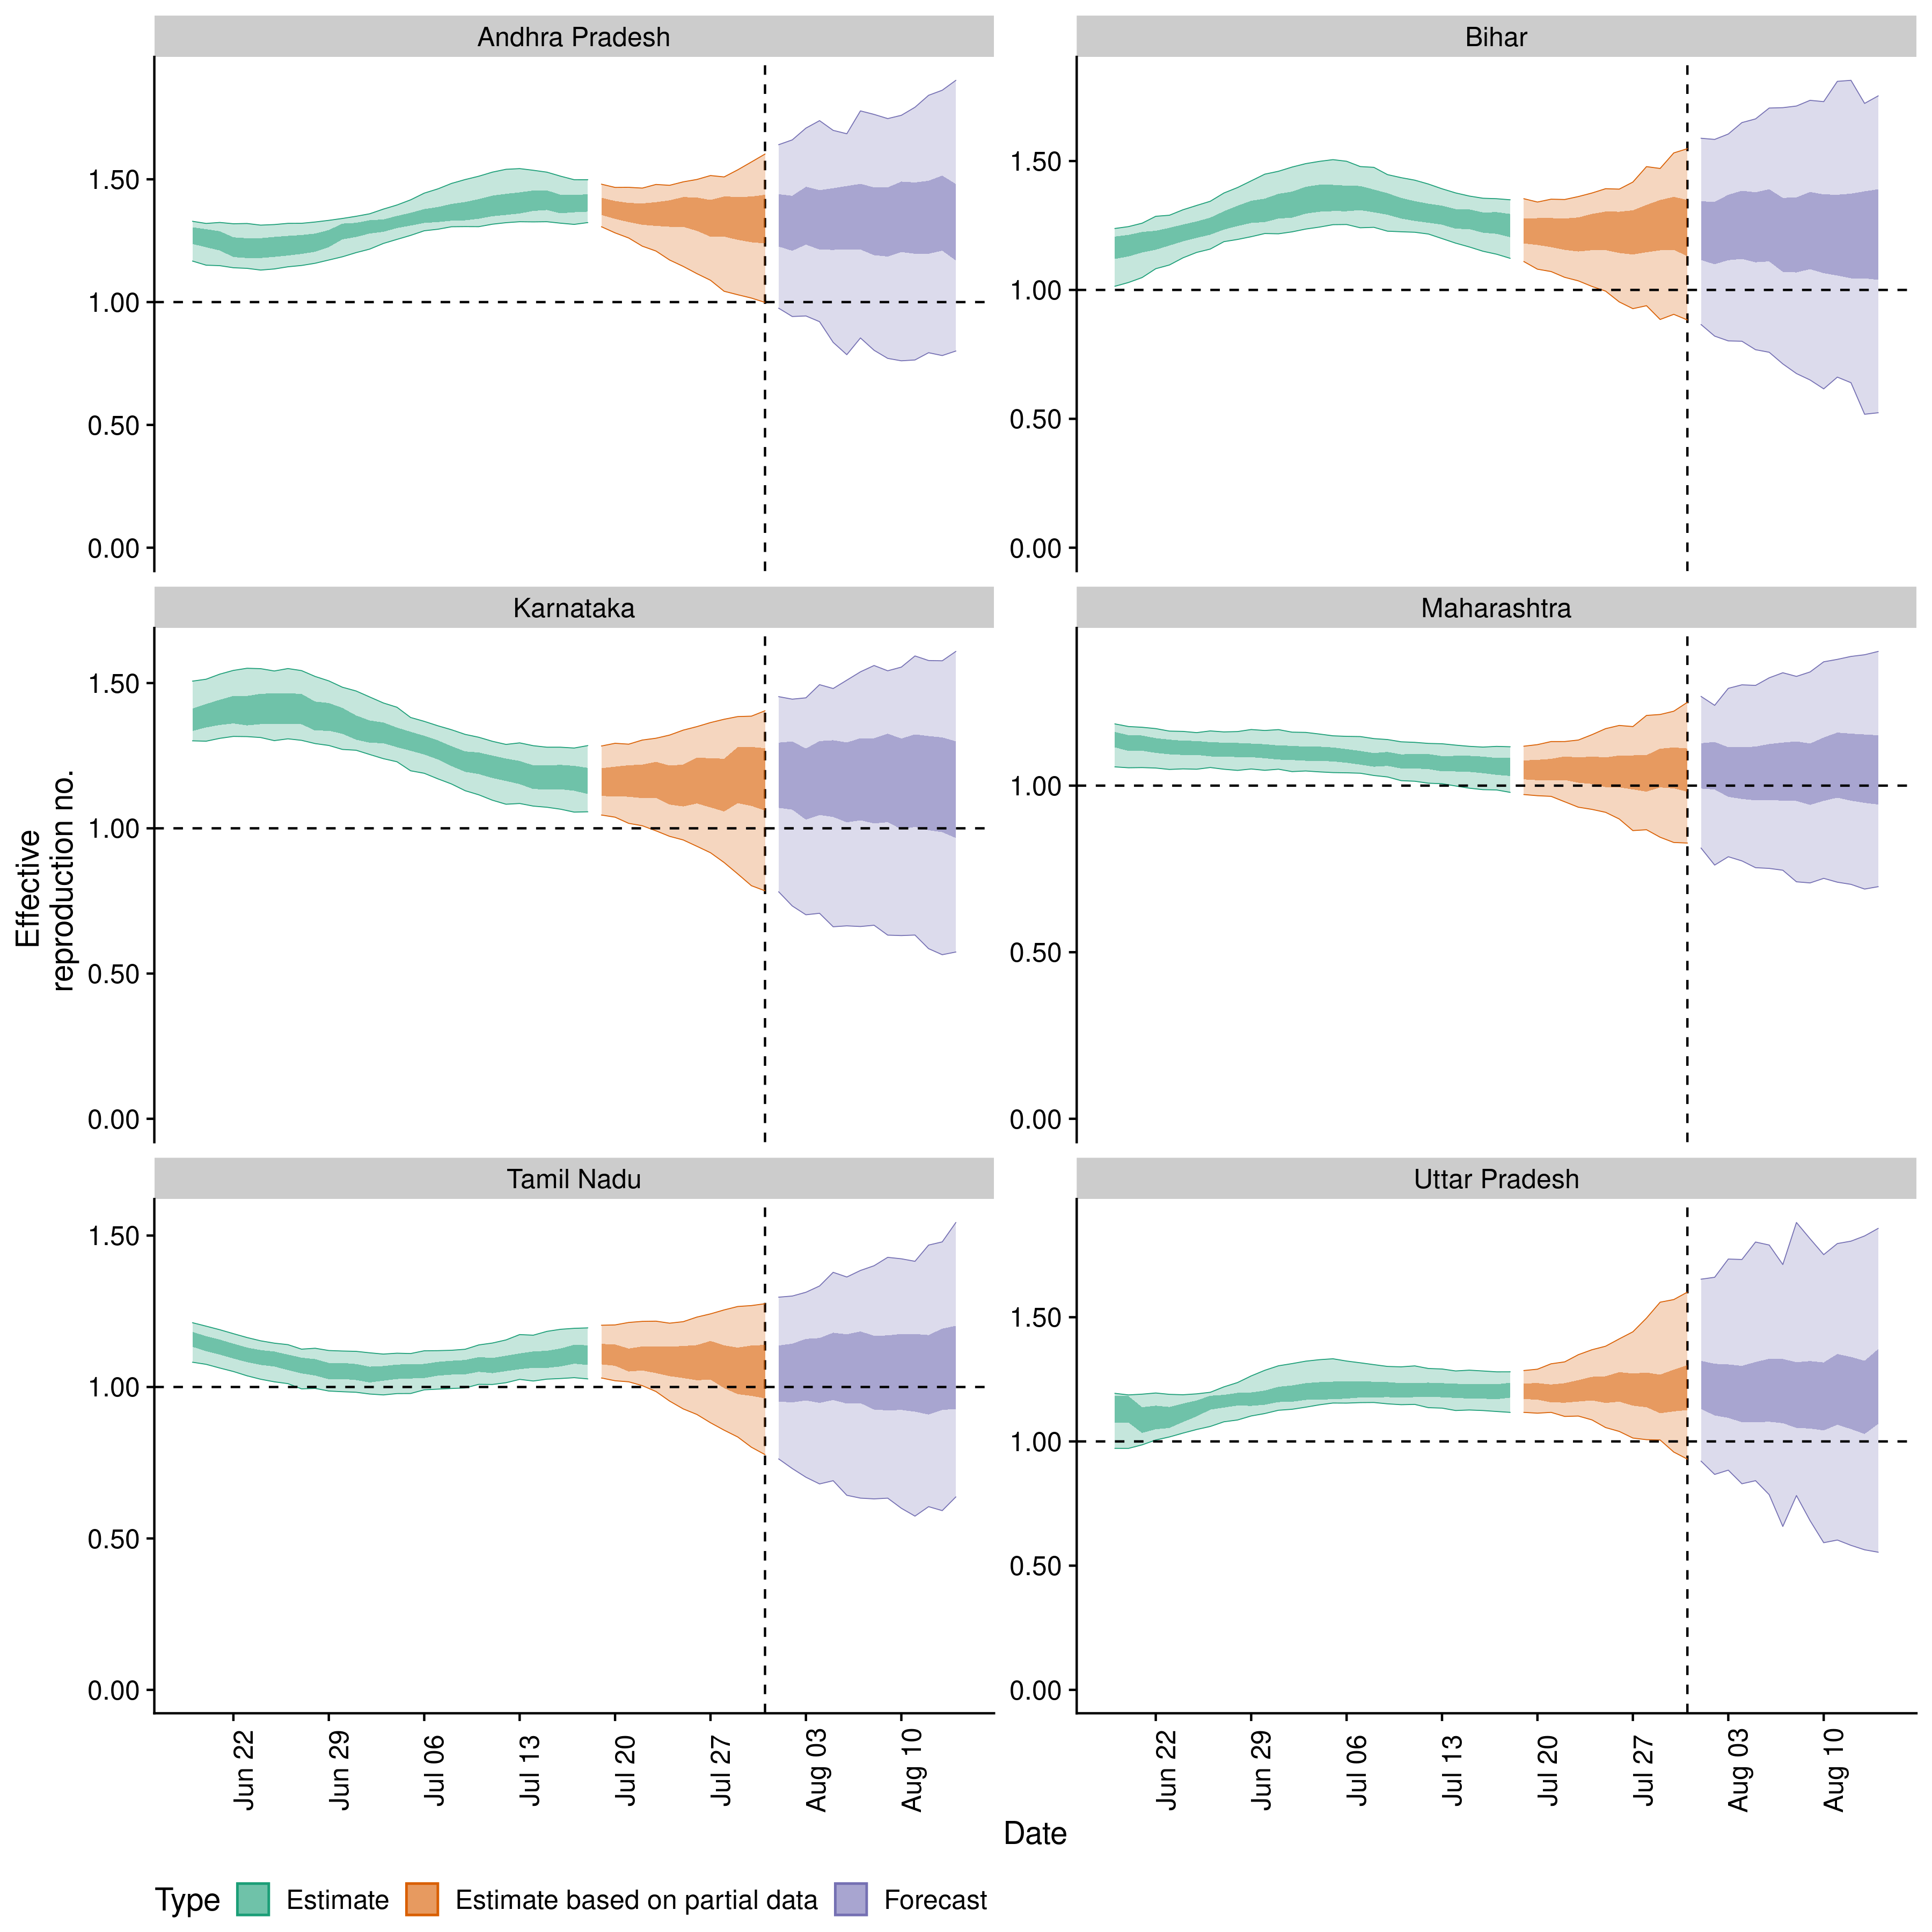 Andhra Pradesh
Bihar
1.50
1.00
0.50
0.00
1.50
1.00
0.50
0.00
Karnataka
Maharashtra
1.50
1.00
0.50
0.00
1.00
0.50
0.00
Tamil Nadu
Uttar Pradesh
1.50
1.00
0.50
0.00
1.50
1.00
0.50
0.00
Effective
reproduction no.
Jun 22
Jun 29
Jul 06
Jul 13
Jul 20
Jul 27
Aug 03
Aug 10
Jun 22
Jun 29
Jul 06
Jul 13
Jul 20
Jul 27
Aug 03
Aug 10
Date
Type Estimate Estimate based on partial data Forecast